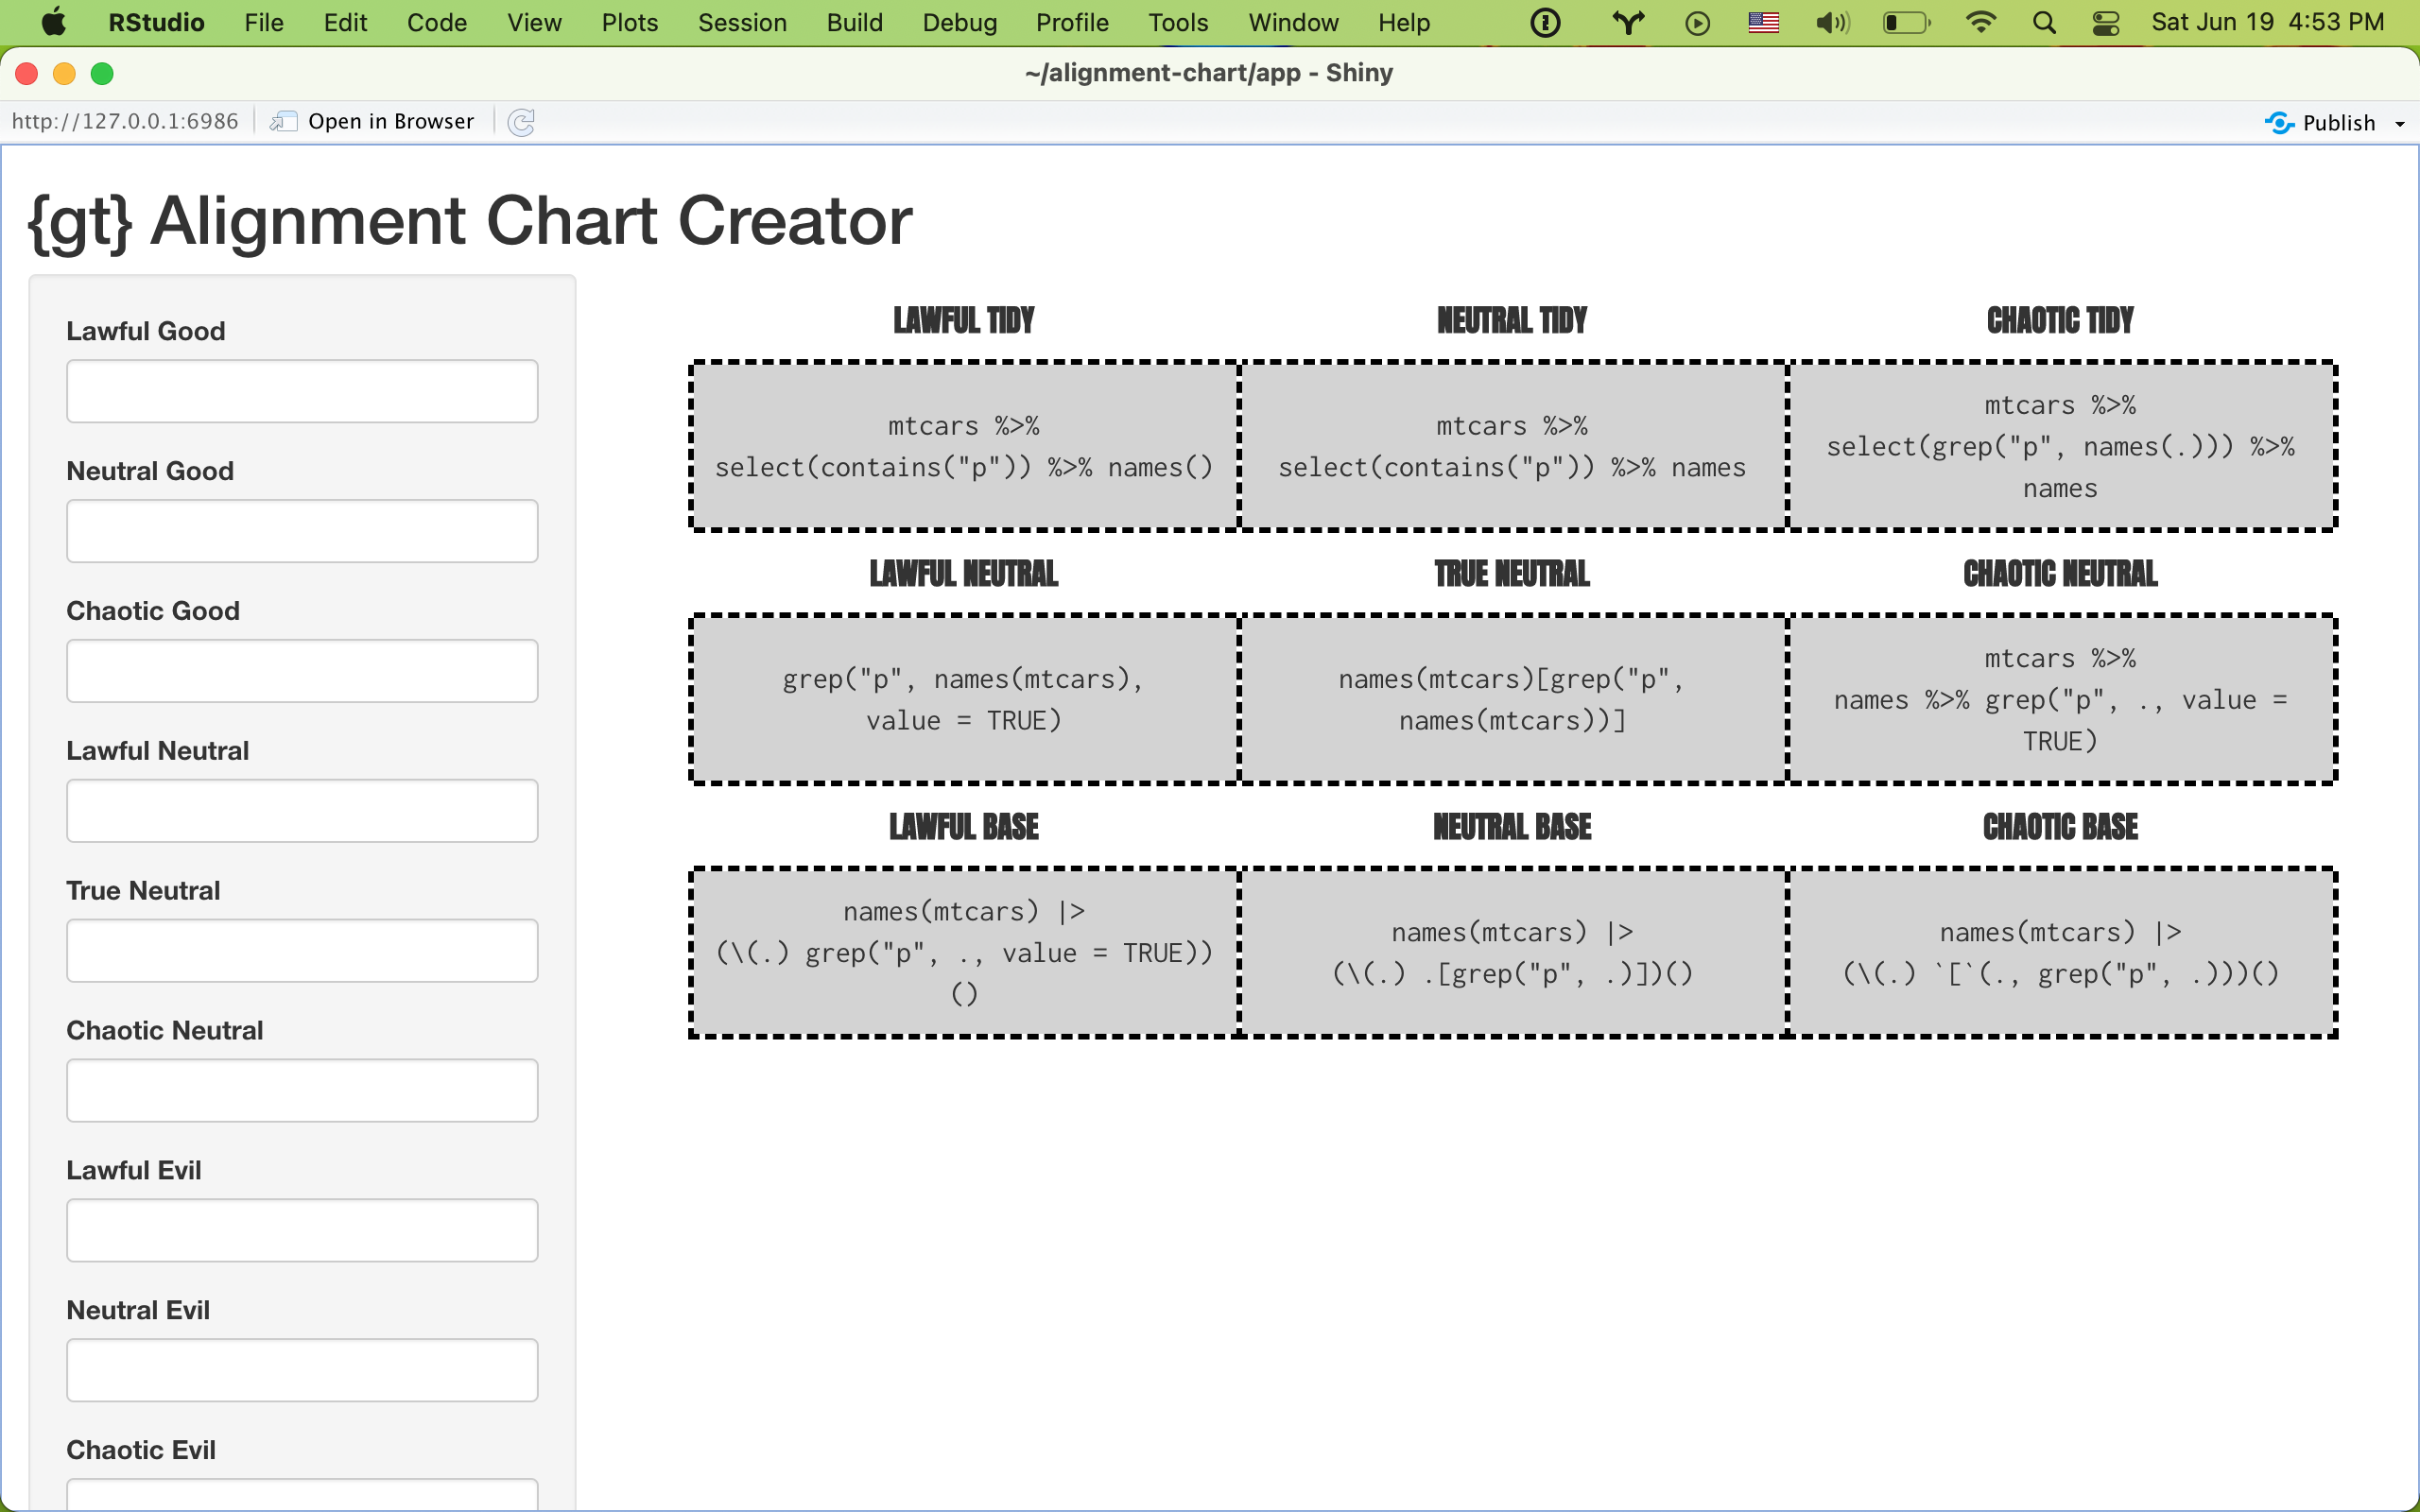 RStudio File Edit Code View Plots Session Build Debug Profile Tools Window Help Sat Jun 19 4:53 PM
~/alignment-chart/app - Shiny
http://127.0.0.1:6986 Open in Browser Publish
{gt} Alignment Chart Creator
Lawful Good
Neutral Good
Chaotic Good
Lawful Neutral
True Neutral
Chaotic Neutral
Lawful Evil
Neutral Evil
Chaotic Evil
LAWFUL TIDY NEUTRAL TIDY CHAOTIC TIDY
mtcars %>%
select(contains("p")) %>% names()
mtcars %>%
select(contains("p")) %>% names
mtcars %>%
select(grep("p", names(.))) %>%
names
LAWFUL NEUTRAL TRUE NEUTRAL CHAOTIC NEUTRAL
grep("p", names(mtcars),
value = TRUE)
names(mtcars)[grep("p",
names(mtcars))]
mtcars %>%
names %>% grep("p", ., value =
TRUE)
LAWFUL BASE NEUTRAL BASE CHAOTIC BASE
names(mtcars) |>
(\(.) grep("p", ., value = TRUE))
()
names(mtcars) |>
(\(.) .[grep("p", .)])()
names(mtcars) |>
(\(.) `[`(., grep("p", .)))()